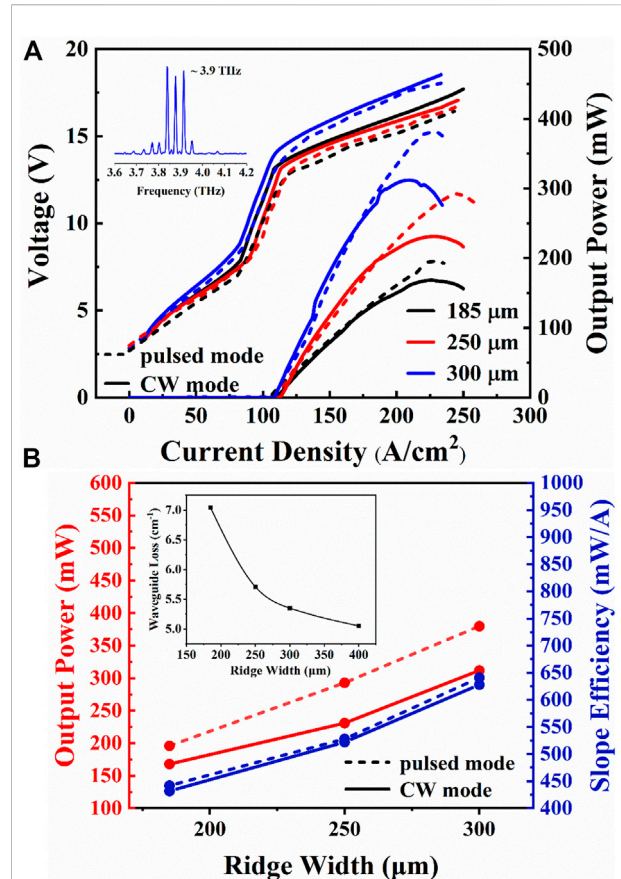 A
20
15
10
5
0
Voltage (V)
500
400
300
200
100
0
Output Power (mW)
~ 3.9 THz
3.6 3.7 3.8 3.9 4.0 4.1 4.2
Frequency (THz)
pulsed mode
CW mode
185 μm
250 μm
300 μm
0 50 100 150 200 250 300
Current Density (A/cm2)
B
600
550
500
450
400
350
300
250
200
150
100
Output Power (mW)
1000
950
900
850
800
750
700
650
600
550
500
450
400
Slope Efficiency (mW/A)
7.0
6.5
6.0
5.5
5.0
Waveguide Loss (cm-1)
150 200 250 300 350 400
Ridge Width (μm)
pulsed mode
CW mode
200 250 300
Ridge Width (μm)